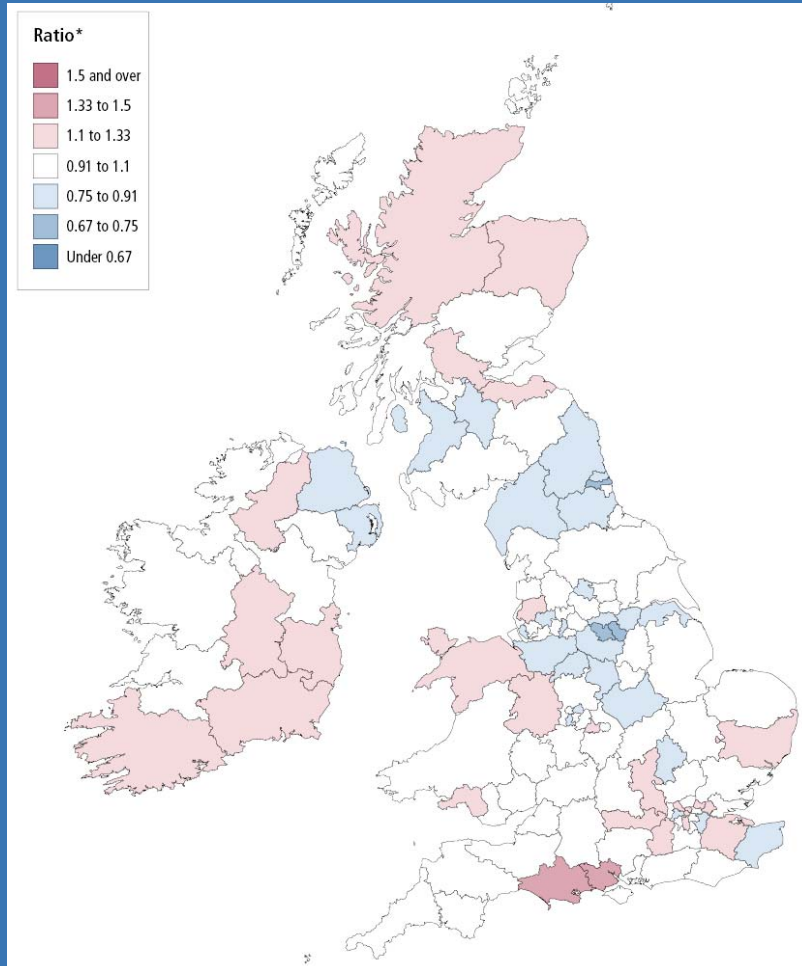 Ratio*
1.5 and over
1.33 to 1.5
1.1 to 1.33
0.91 to 1.1
0.75 to 0.91
0.67 to 0.75
Under 0.67